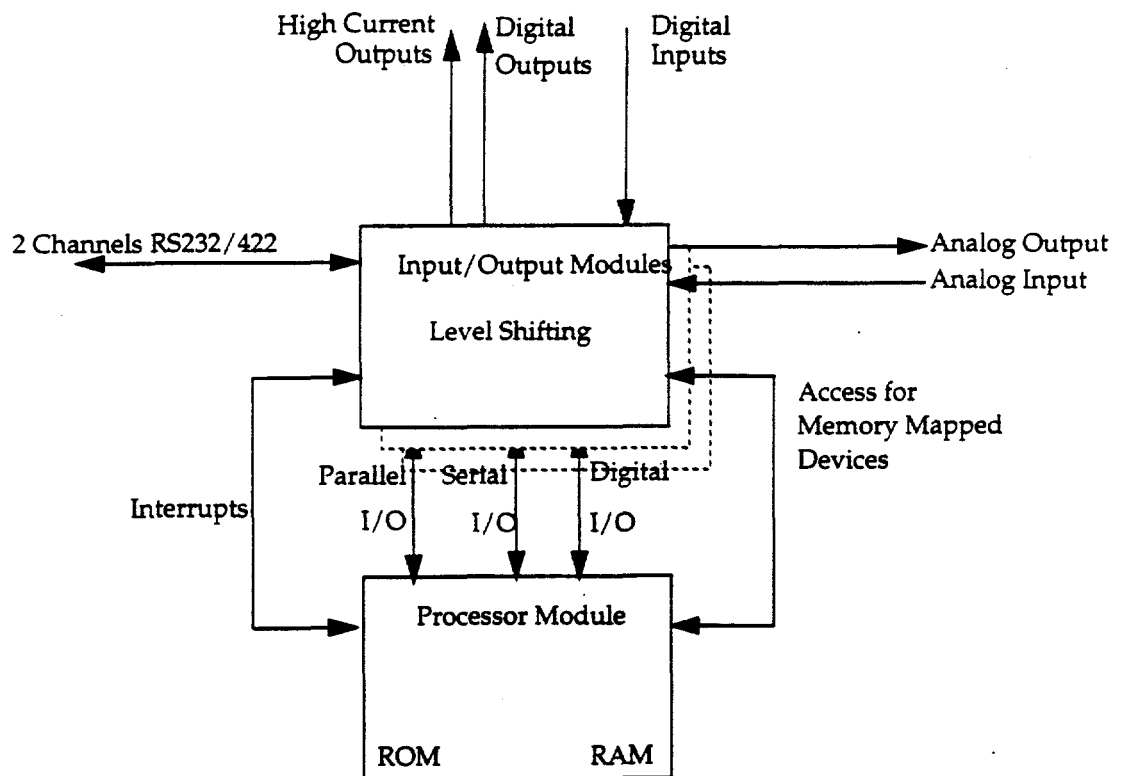 High Current
Outputs
Digital
Outputs
Digital
Inputs
2 Channels RS232/422
Input/Output Modules
Level Shifting
Analog Output
Analog Input
Access for
Memory Mapped
Devices
Interrupts
Parallel
I/O
Serial
I/O
Digital
I/O
Processor Module
ROM
RAM